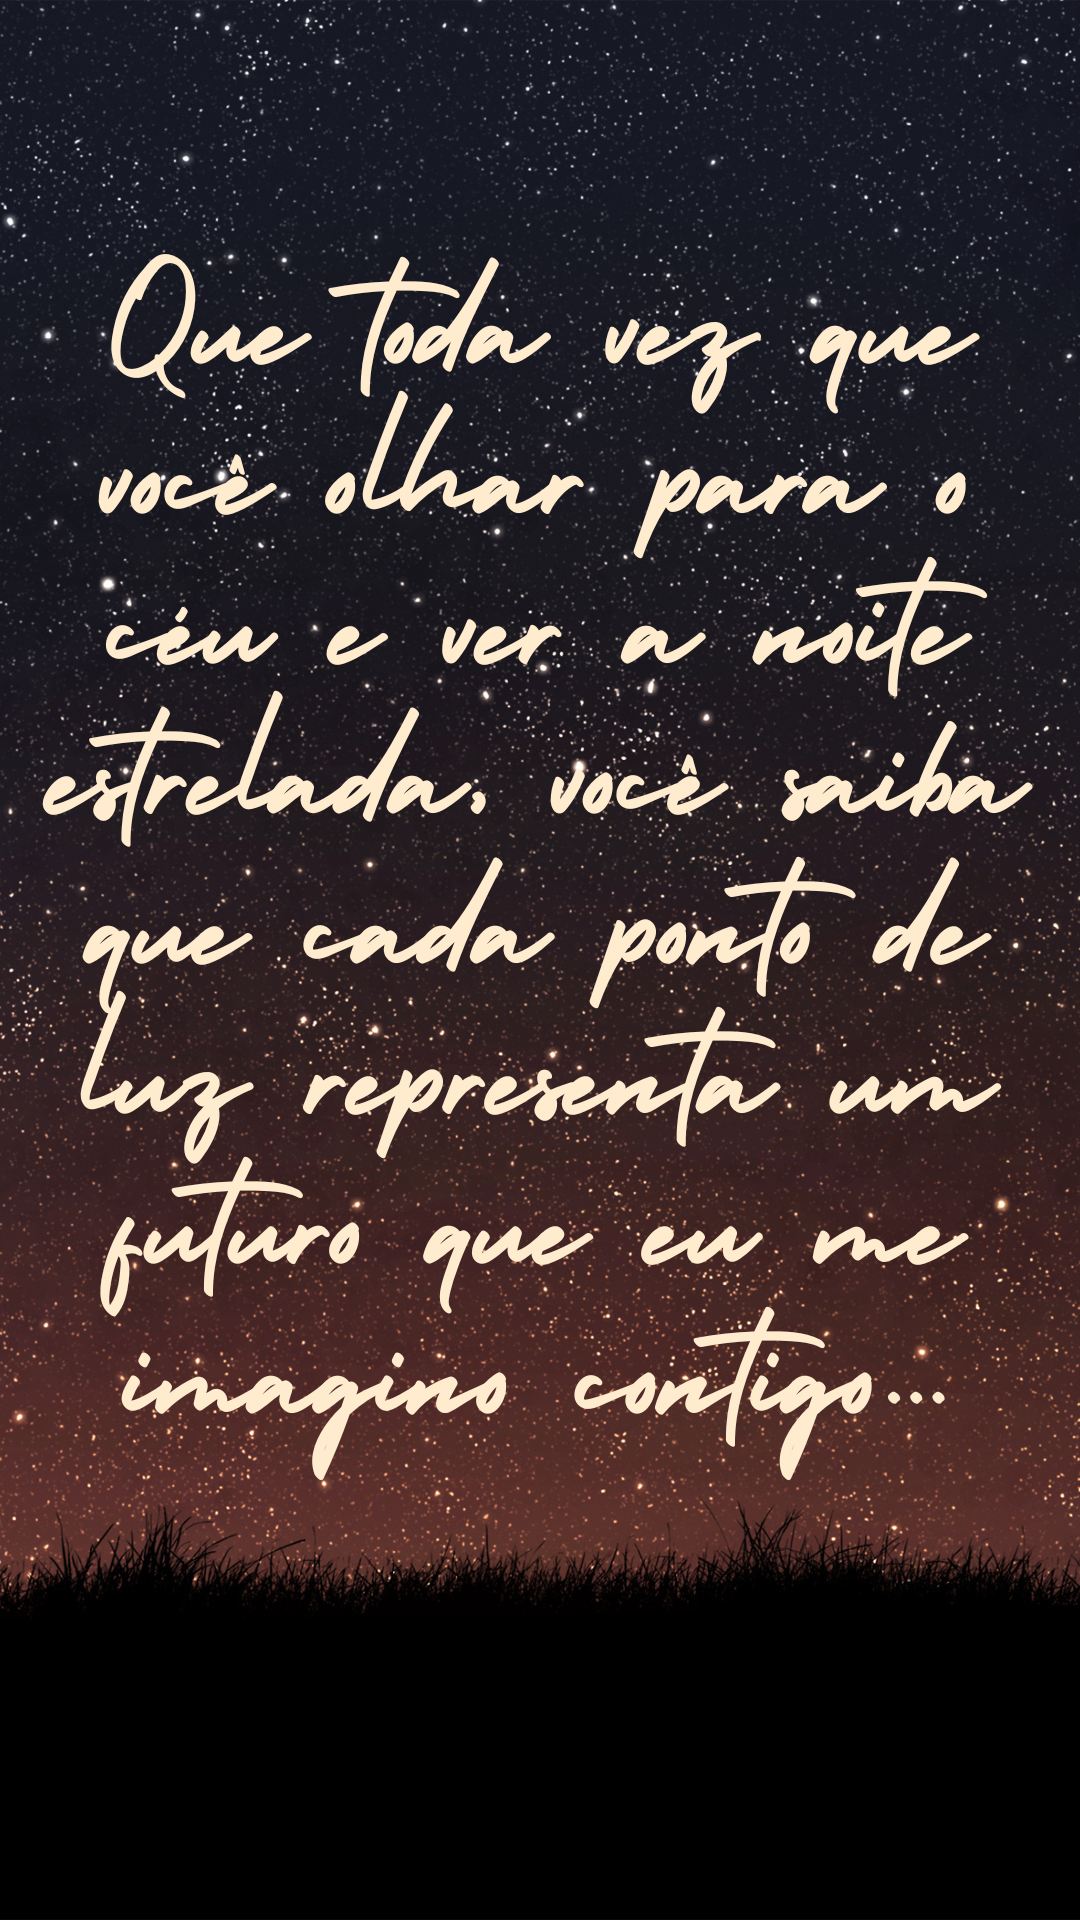 Que toda vez que
você olhar para o
céu e ver a noite
estrelada, você saiba
que cada ponto de
luz representa um
futuro que eu me
imagino contigo...